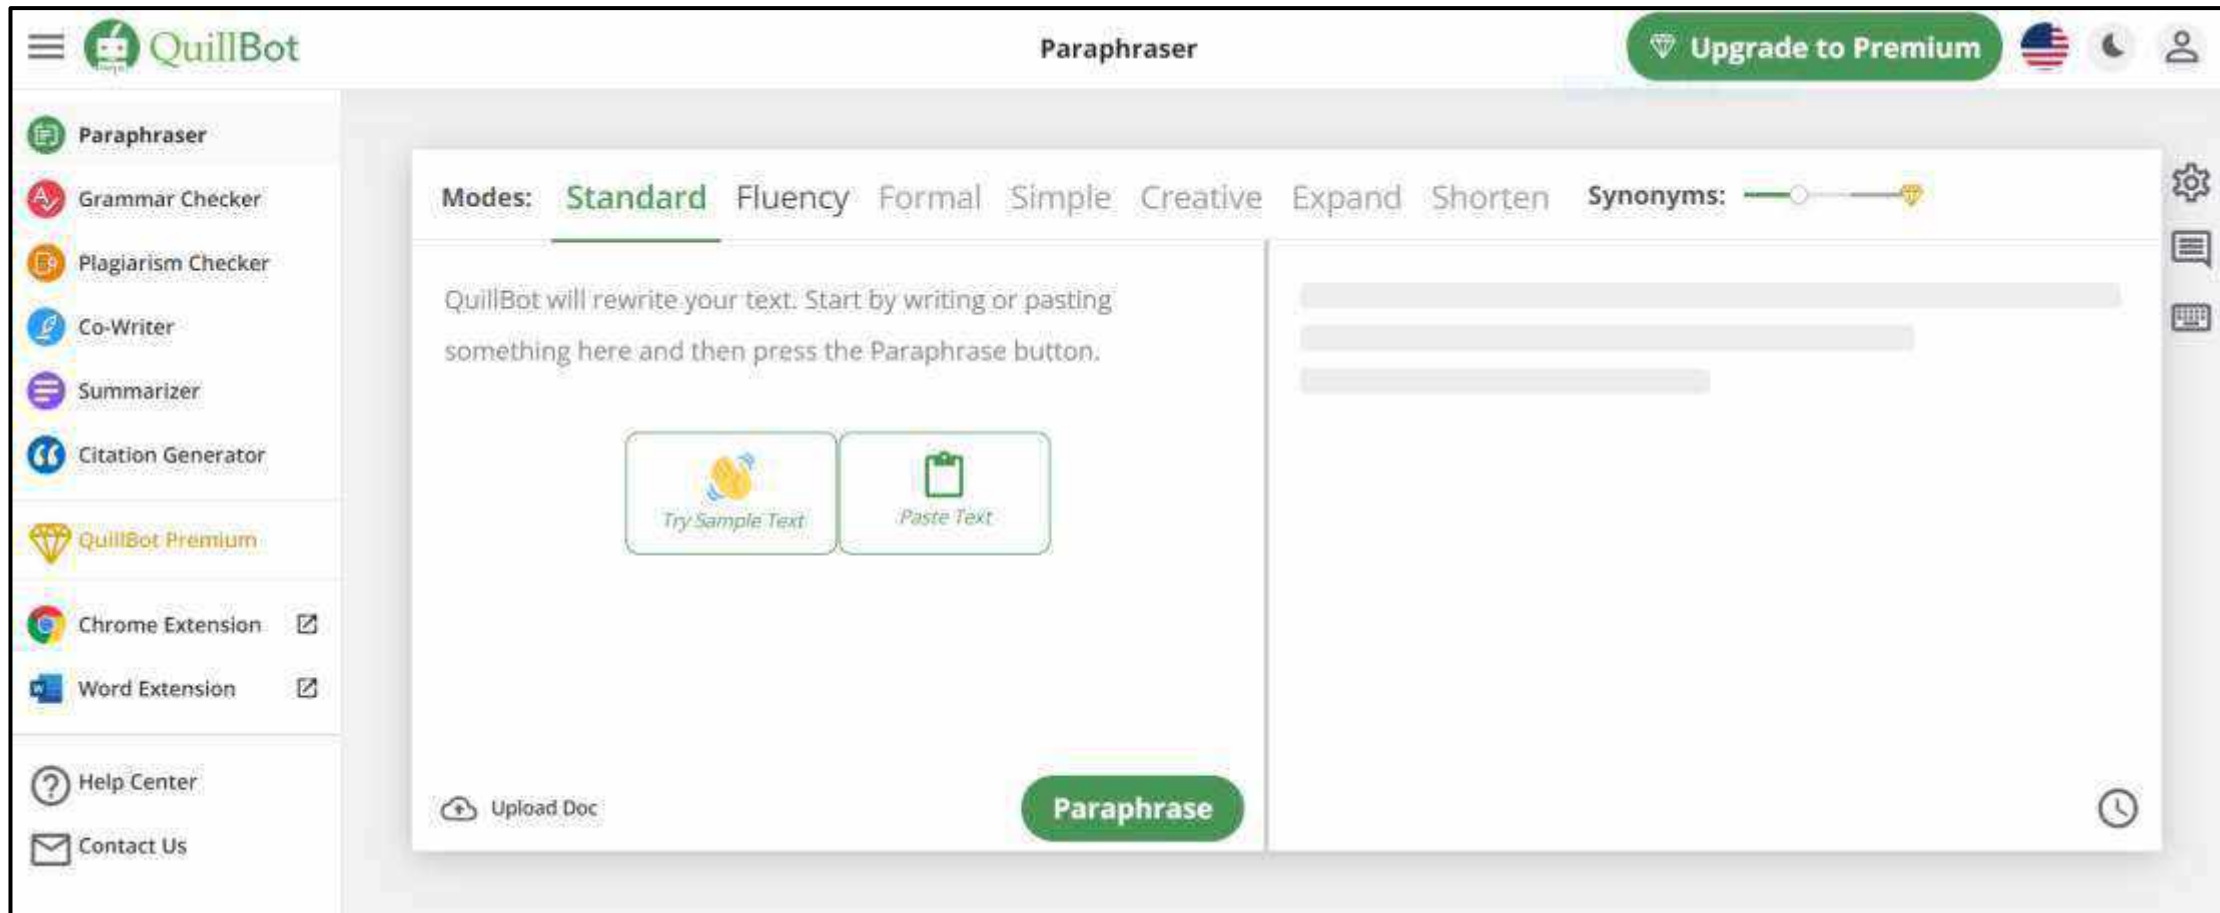 QuillBot
Paraphraser
Upgrade to Premium
Paraphraser
Grammar Checker
Plagiarism Checker
Co-Writer
Summarizer
Citation Generator
QuillBot Premium
Chrome Extension
Word Extension
Help Center
Contact Us
Modes: Standard Fluency Formal Simple Creative Expand Shorten Synonyms:
QuillBot will rewrite your text. Start by writing or pasting
something here and then press the Paraphrase button.
Try Sample Text
Paste Text
Upload Doc
Paraphrase